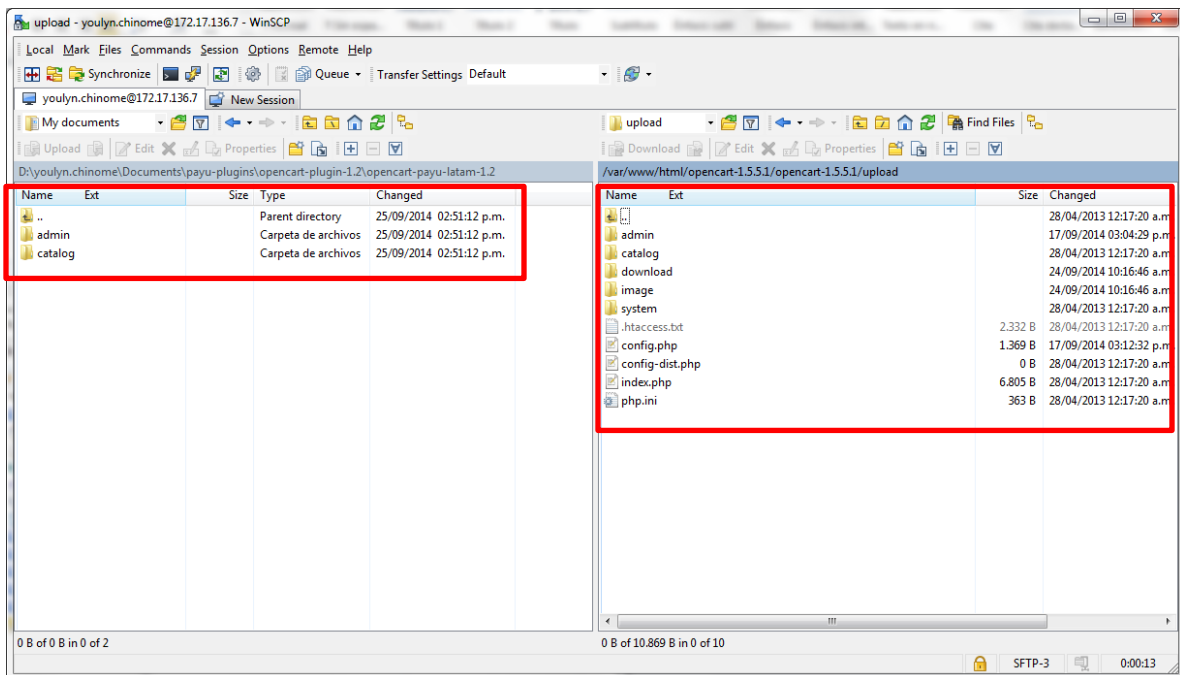 upload - youlyn.chinome@172.17.136.7 - WinSCP
Local Mark Files Commands Session Options Remote Help
Synchronize Queue Transfer Settings Default
youlyn.chinome@172.17.136.7 New Session
My documents upload Find Files
Upload Edit Properties Download Edit Properties
D:\youlyn.chinome\Documents\payu-plugins\opencart-plugin-1.2\opencart-payu-latam-1.2 /var/www/html/opencart-1.5.5.1/opencart-1.5.5.1/upload
Name Ext Size Type Changed
.. Parent directory 25/09/2014 02:51:12 p.m.
admin Carpeta de archivos 25/09/2014 02:51:12 p.m.
catalog Carpeta de archivos 25/09/2014 02:51:12 p.m.
Name Ext Size Changed
.. 28/04/2013 12:17:20 a.m
admin 17/09/2014 03:04:29 p.m
catalog 28/04/2013 12:17:20 a.m
download 24/09/2014 10:16:46 a.m
image 24/09/2014 10:16:46 a.m
system 28/04/2013 12:17:20 a.m
.htaccess.txt 2.332 B 28/04/2013 12:17:20 a.m
config.php 1.369 B 17/09/2014 03:12:32 p.m
config-dist.php 0 B 28/04/2013 12:17:20 a.m
index.php 6.805 B 28/04/2013 12:17:20 a.m
php.ini 363 B 28/04/2013 12:17:20 a.m
0 B of 0 B in 0 of 2 0 B of 10.869 B in 0 of 10
SFTP-3 0:00:13